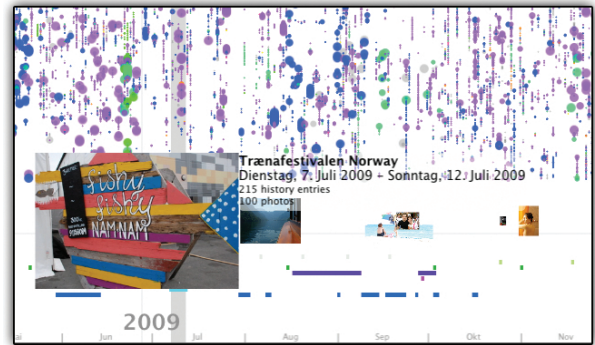 Trænafestivalen Norway
Dienstag, 7. Juli 2009 - Sonntag, 12. Juli 2009
215 history entries
100 photos
fishy
fishy
NAM NAM
2009
ai Jun Jul Aug Sep Okt Nov